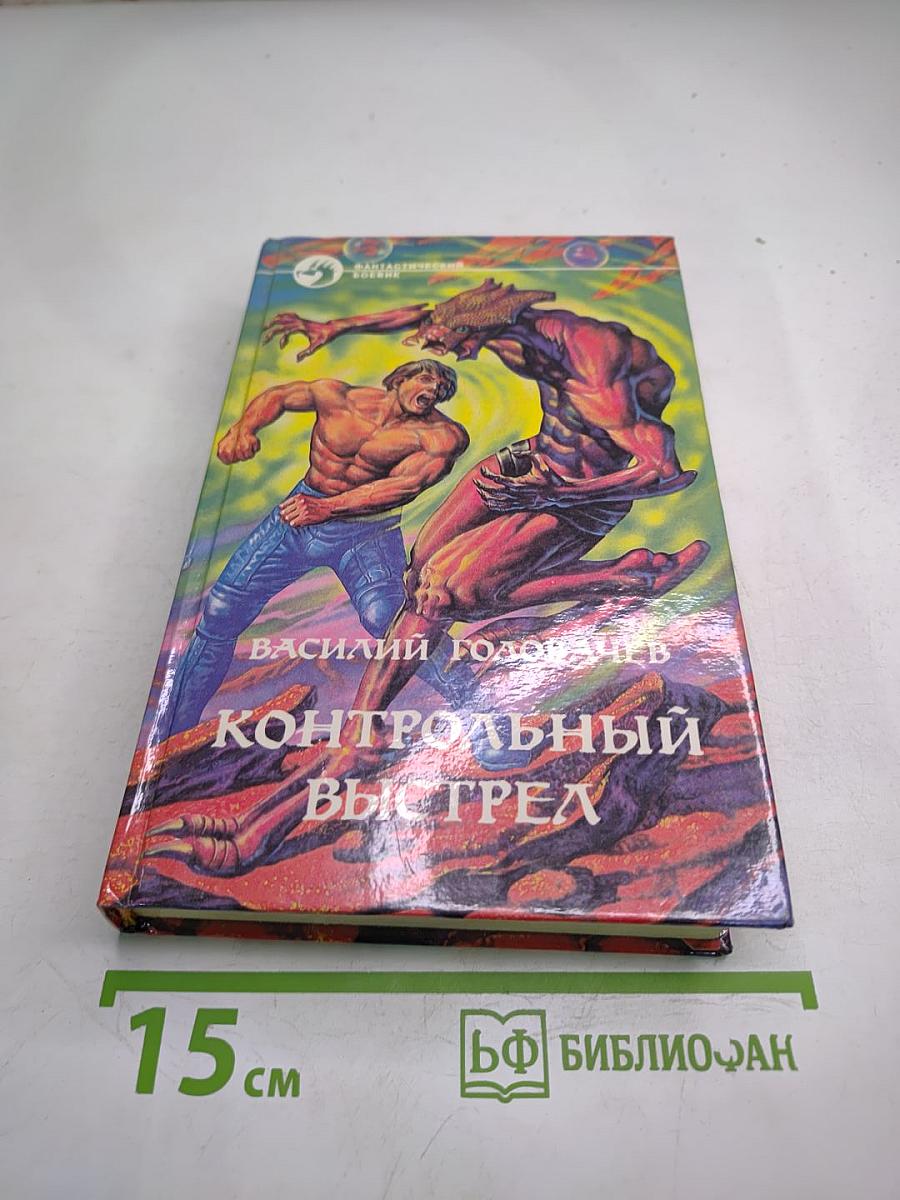 ФАНТАСТИЧЕСКИЙ
БОЕВИК
ВАСИЛИЙ ГОЛОВАЧЕВ
КОНТРОЛЬНЫЙ
ВЫСТРЕЛ
15 см
БФ БИБЛИОФАН